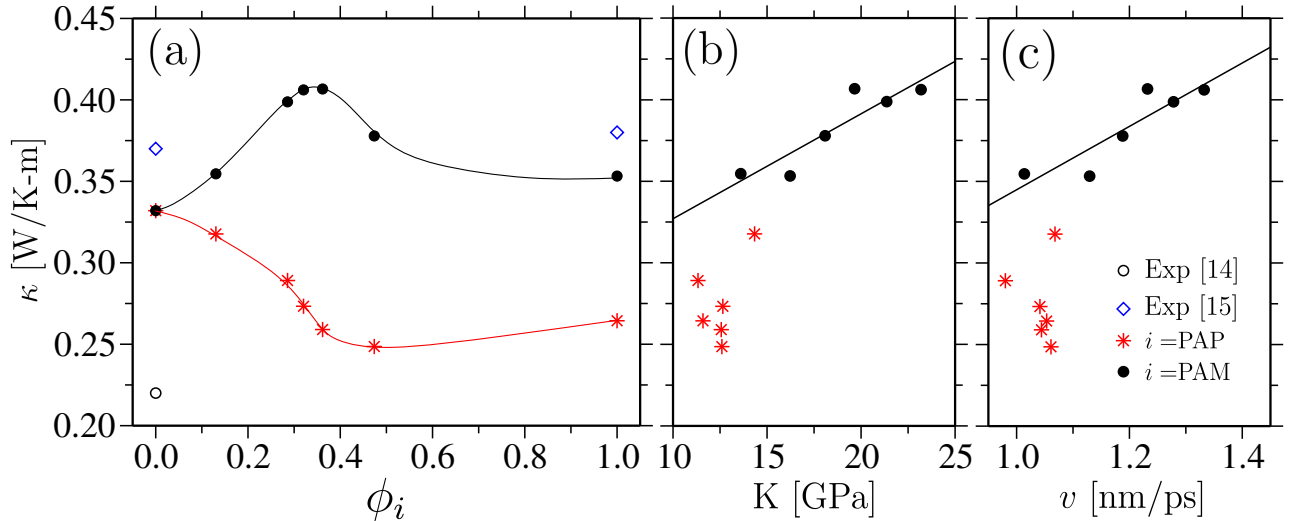 (a)
(b)
(c)
κ [W/K-m]
0.45
0.40
0.35
0.30
0.25
0.20
0.0 0.2 0.4 0.6 0.8 1.0
ϕi
10 15 20 25
K [GPa]
1.0 1.2 1.4
v [nm/ps]
Exp [14]
Exp [15]
i =PAP
i =PAM